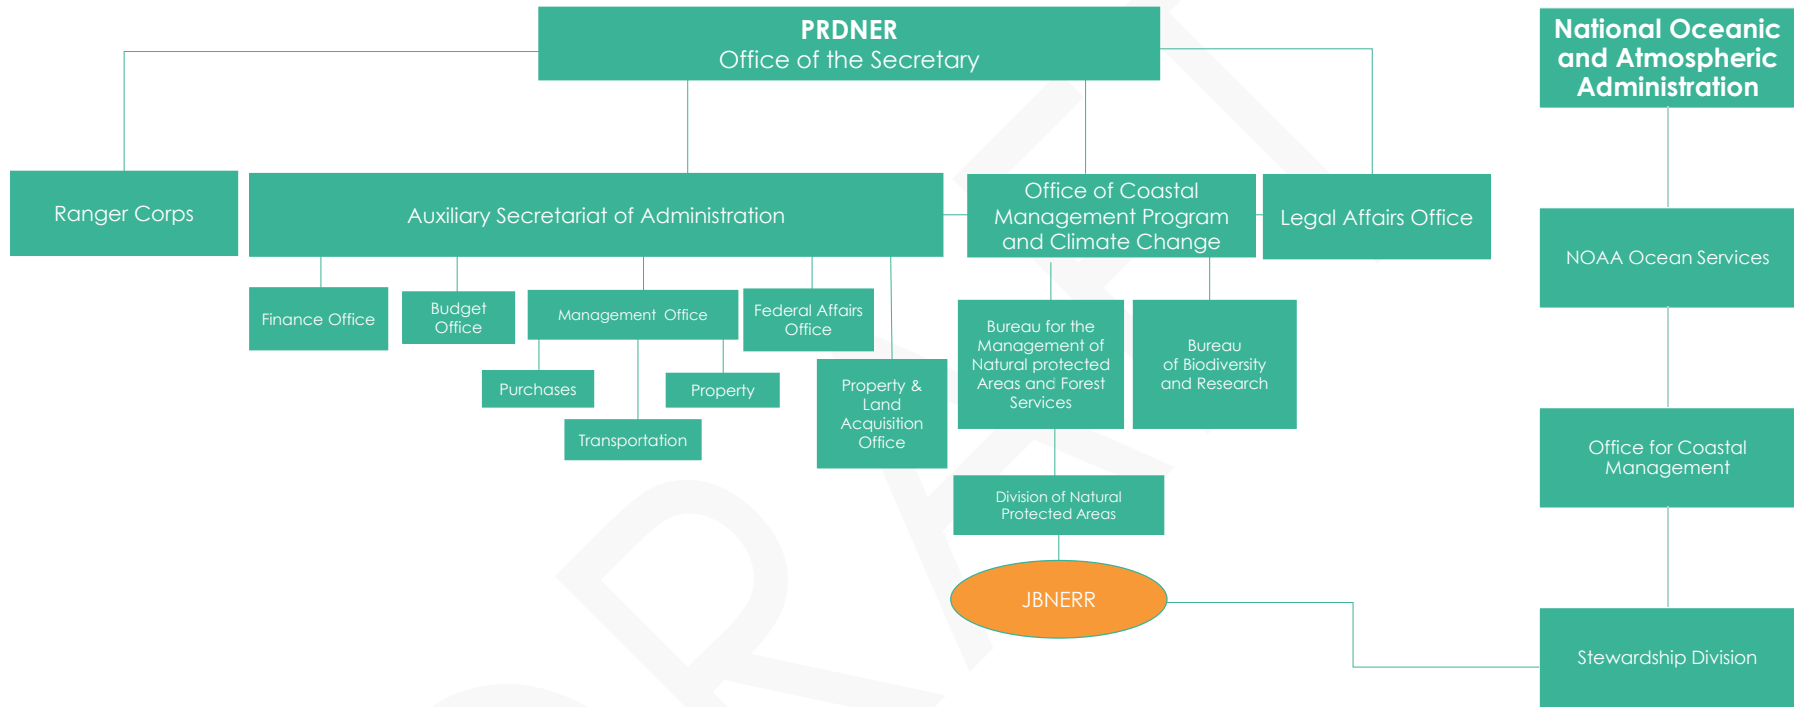 PRDNER
Office of the Secretary
National Oceanic
and Atmospheric
Administration
Ranger Corps
Auxiliary Secretariat of Administration
Office of Coastal
Management Program
and Climate Change
Legal Affairs Office
NOAA Ocean Services
Finance Office
Budget
Office
Management Office
Federal Affairs
Office
Bureau for the
Management of
Natural protected
Areas and Forest
Services
Bureau
of Biodiversity
and Research
Purchases
Property
Transportation
Property &
Land
Acquisition
Office
Office for Coastal
Management
Division of Natural
Protected Areas
JBNERR
Stewardship Division
DRAFT